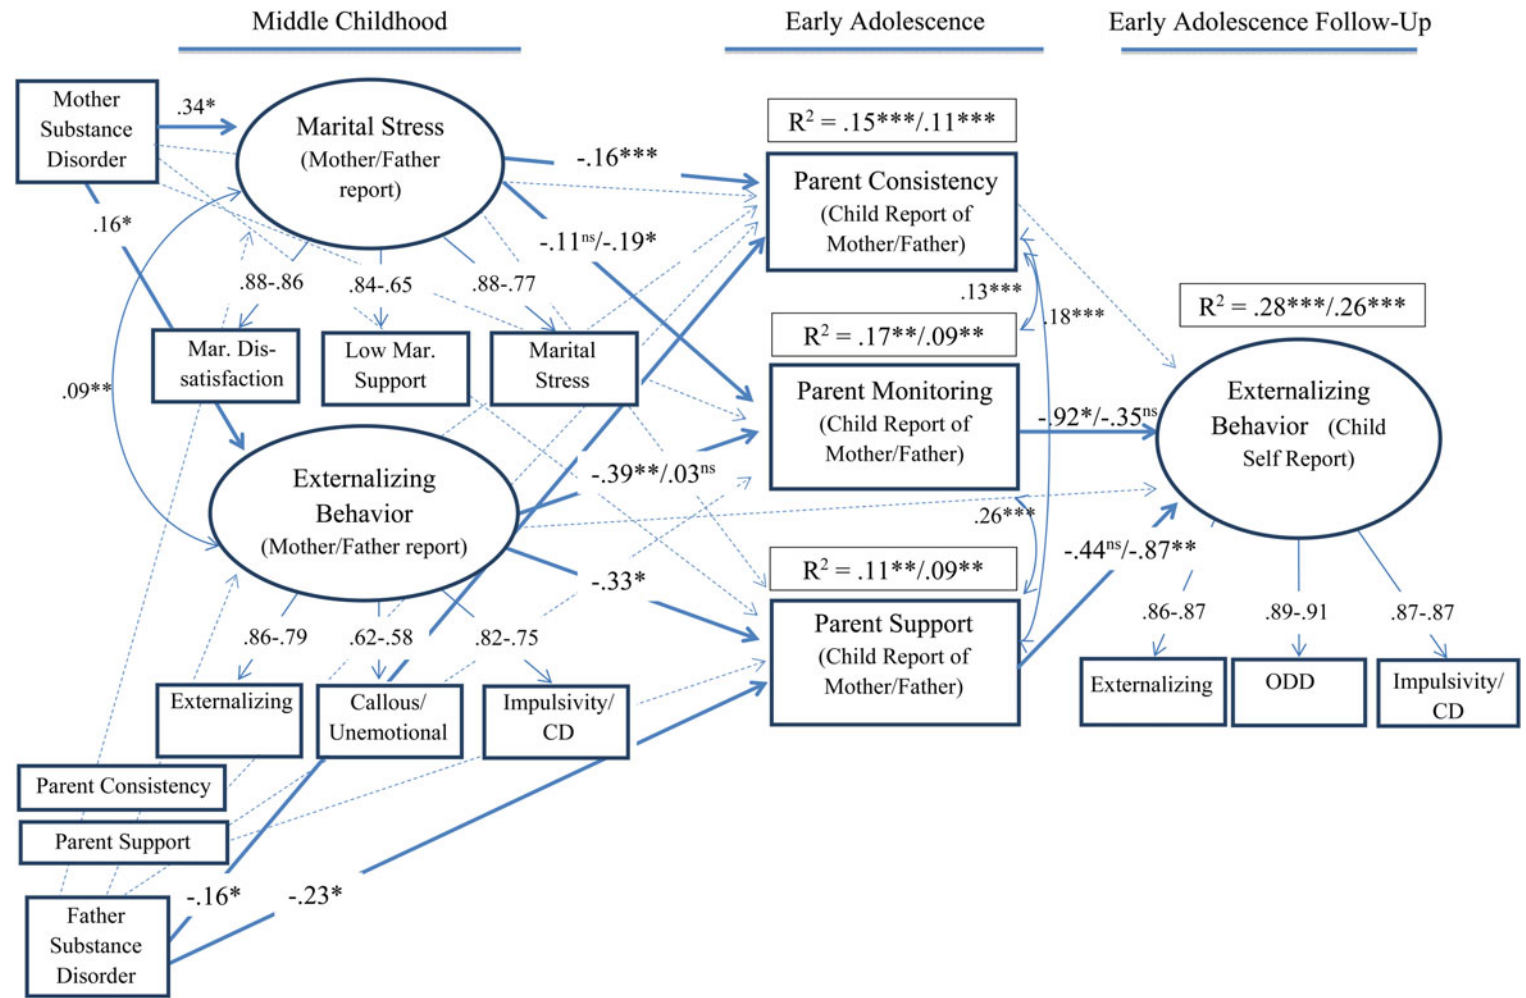 Middle Childhood
Early Adolescence
Early Adolescence Follow-Up
Mother
Substance
Disorder
.34*
Marital Stress
(Mother/Father
report)
-.16***
R² = .15***/.11***
Parent Consistency
(Child Report of
Mother/Father)
.16*
-.11ⁿˢ/-.19*
.88-.86
.84-.65
.88-.77
.13***
.18***
R² = .28***/.26***
Mar. Dis-
satisfaction
Low Mar.
Support
Marital
Stress
R² = .17**/.09**
Parent Monitoring
(Child Report of
Mother/Father)
.09**
-.92*/-.35ⁿˢ
Externalizing
Behavior (Child
Self Report)
Externalizing
Behavior
(Mother/Father report)
-.39**/.03ⁿˢ
.26***
-.44ⁿˢ/-.87**
-.33*
R² = .11**/.09**
Parent Support
(Child Report of
Mother/Father)
.86-.79
.62-.58
.82-.75
.86-.87
.89-.91
.87-.87
Externalizing
Callous/
Unemotional
Impulsivity/
CD
Externalizing
ODD
Impulsivity/
CD
Parent Consistency
Parent Support
-.16*
-.23*
Father
Substance
Disorder